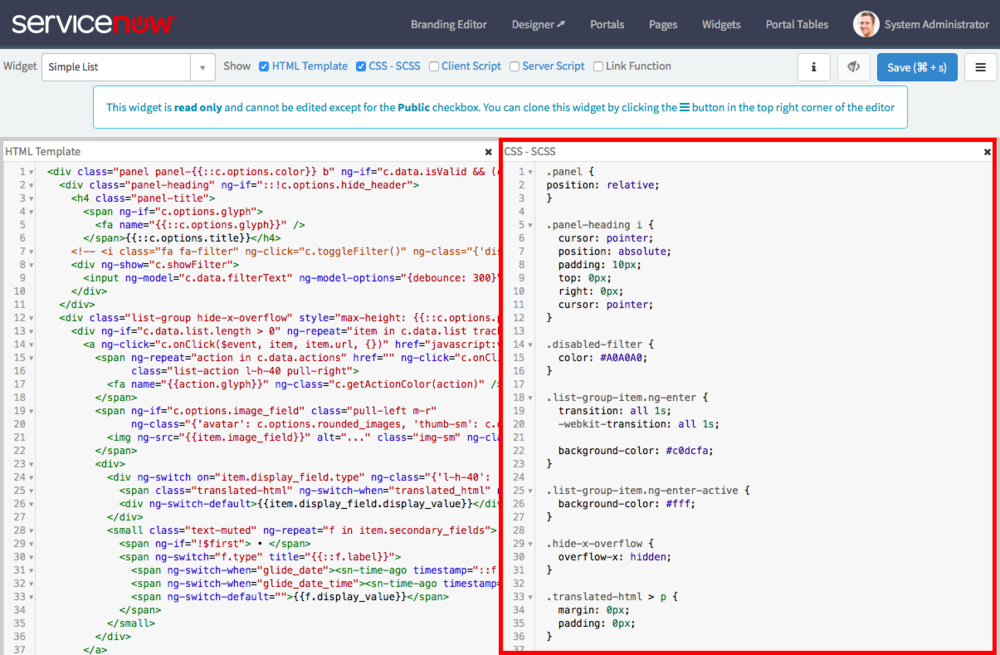 servicenow
Branding Editor Designer Portals Pages Widgets Portal Tables System Administrator
Widget Simple List Show HTML Template CSS - SCSS Client Script Server Script Link Function i Save (⌘ + s)
This widget is read only and cannot be edited except for the Public checkbox. You can clone this widget by clicking the ☰ button in the top right corner of the editor
HTML Template
1 <div class="panel panel-{{::c.options.color}} b" ng-if="c.data.isValid && (
2 <div class="panel-heading" ng-if="::!c.options.hide_header">
3 <h4 class="panel-title">
4 <span ng-if="c.options.glyph">
5 <fa name="{{::c.options.glyph}}" />
6 </span>{{::c.options.title}}</h4>
7 <!-- <i class="fa fa-filter" ng-click="c.toggleFilter()" ng-class="{'dis
8 <div ng-show="c.showFilter">
9 <input ng-model="c.data.filterText" ng-model-options="{debounce: 300}"
10 </div>
11 </div>
12 <div class="list-group hide-x-overflow" style="max-height: {{::c.options.
13 <div ng-if="c.data.list.length > 0" ng-repeat="item in c.data.list trac
14 <a ng-click="c.onClick($event, item, item.url, {})" href="javascript:
15 <span ng-repeat="action in c.data.actions" href="" ng-click="c.onCl
16 class="list-action l-h-40 pull-right">
17 <fa name="{{action.glyph}}" ng-class="c.getActionColor(action)" /
18 </span>
19 <span ng-if="c.options.image_field" class="pull-left m-r"
20 ng-class="{'avatar': c.options.rounded_images, 'thumb-sm': c.
21 <img ng-src="{{item.image_field}}" alt="..." class="img-sm" ng-cl
22 </span>
23 <div>
24 <div ng-switch on="item.display_field.type" ng-class="{'l-h-40':
25 <span class="translated-html" ng-switch-when="translated_html"
26 <div ng-switch-default>{{item.display_field.display_value}}</di
27 </div>
28 <small class="text-muted" ng-repeat="f in item.secondary_fields">
29 <span ng-if="!$first"> • </span>
30 <span ng-switch="f.type" title="{{::f.label}}">
31 <span ng-switch-when="glide_date"><sn-time-ago timestamp="::f
32 <span ng-switch-when="glide_date_time"><sn-time-ago timestamp
33 <span ng-switch-default="">{{f.display_value}}</span>
34 </span>
35 </small>
36 </div>
37 </a>
CSS - SCSS
1 .panel {
2 position: relative;
3 }
4
5 .panel-heading i {
6 cursor: pointer;
7 position: absolute;
8 padding: 10px;
9 top: 0px;
10 right: 0px;
11 cursor: pointer;
12 }
13
14 .disabled-filter {
15 color: #A0A0A0;
16 }
17
18 .list-group-item.ng-enter {
19 transition: all 1s;
20 -webkit-transition: all 1s;
21
22 background-color: #c0dcfa;
23 }
24
25 .list-group-item.ng-enter-active {
26 background-color: #fff;
27 }
28
29 .hide-x-overflow {
30 overflow-x: hidden;
31 }
32
33 .translated-html > p {
34 margin: 0px;
35 padding: 0px;
36 }
37